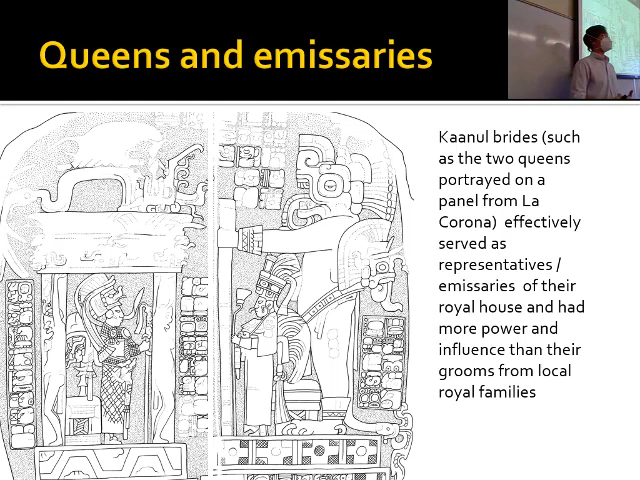 Queens and emissaries
Kaanul brides (such
as the two queens
portrayed on a
panel from La
Corona)  effectively
served as
representatives /
emissaries  of their
royal house and had
more power and
influence than their
grooms from local
royal families